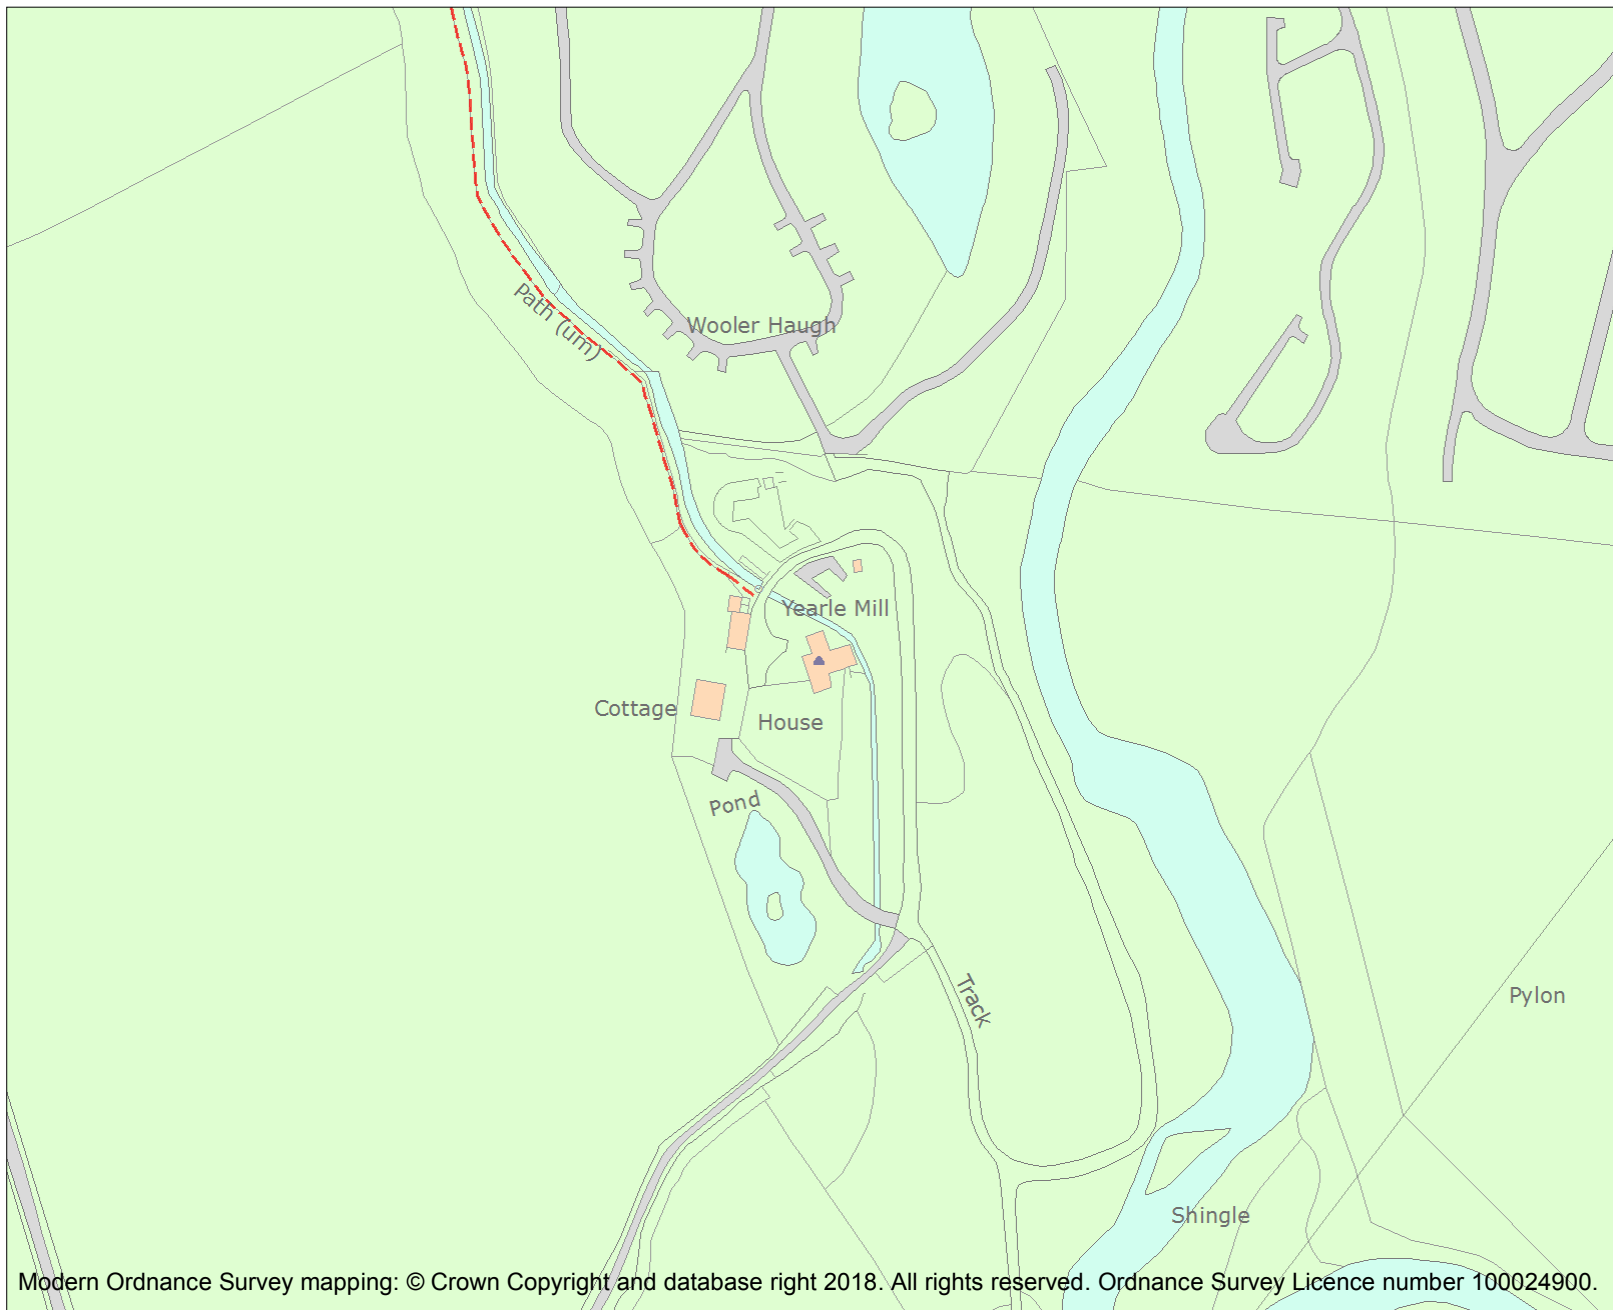 Path (um)
Wooler Haugh
Yearle Mill
Cottage
House
Pond
Track
Pylon
Shingle
Modern Ordnance Survey mapping: © Crown Copyright and database right 2018. All rights reserved. Ordnance Survey Licence number 100024900.